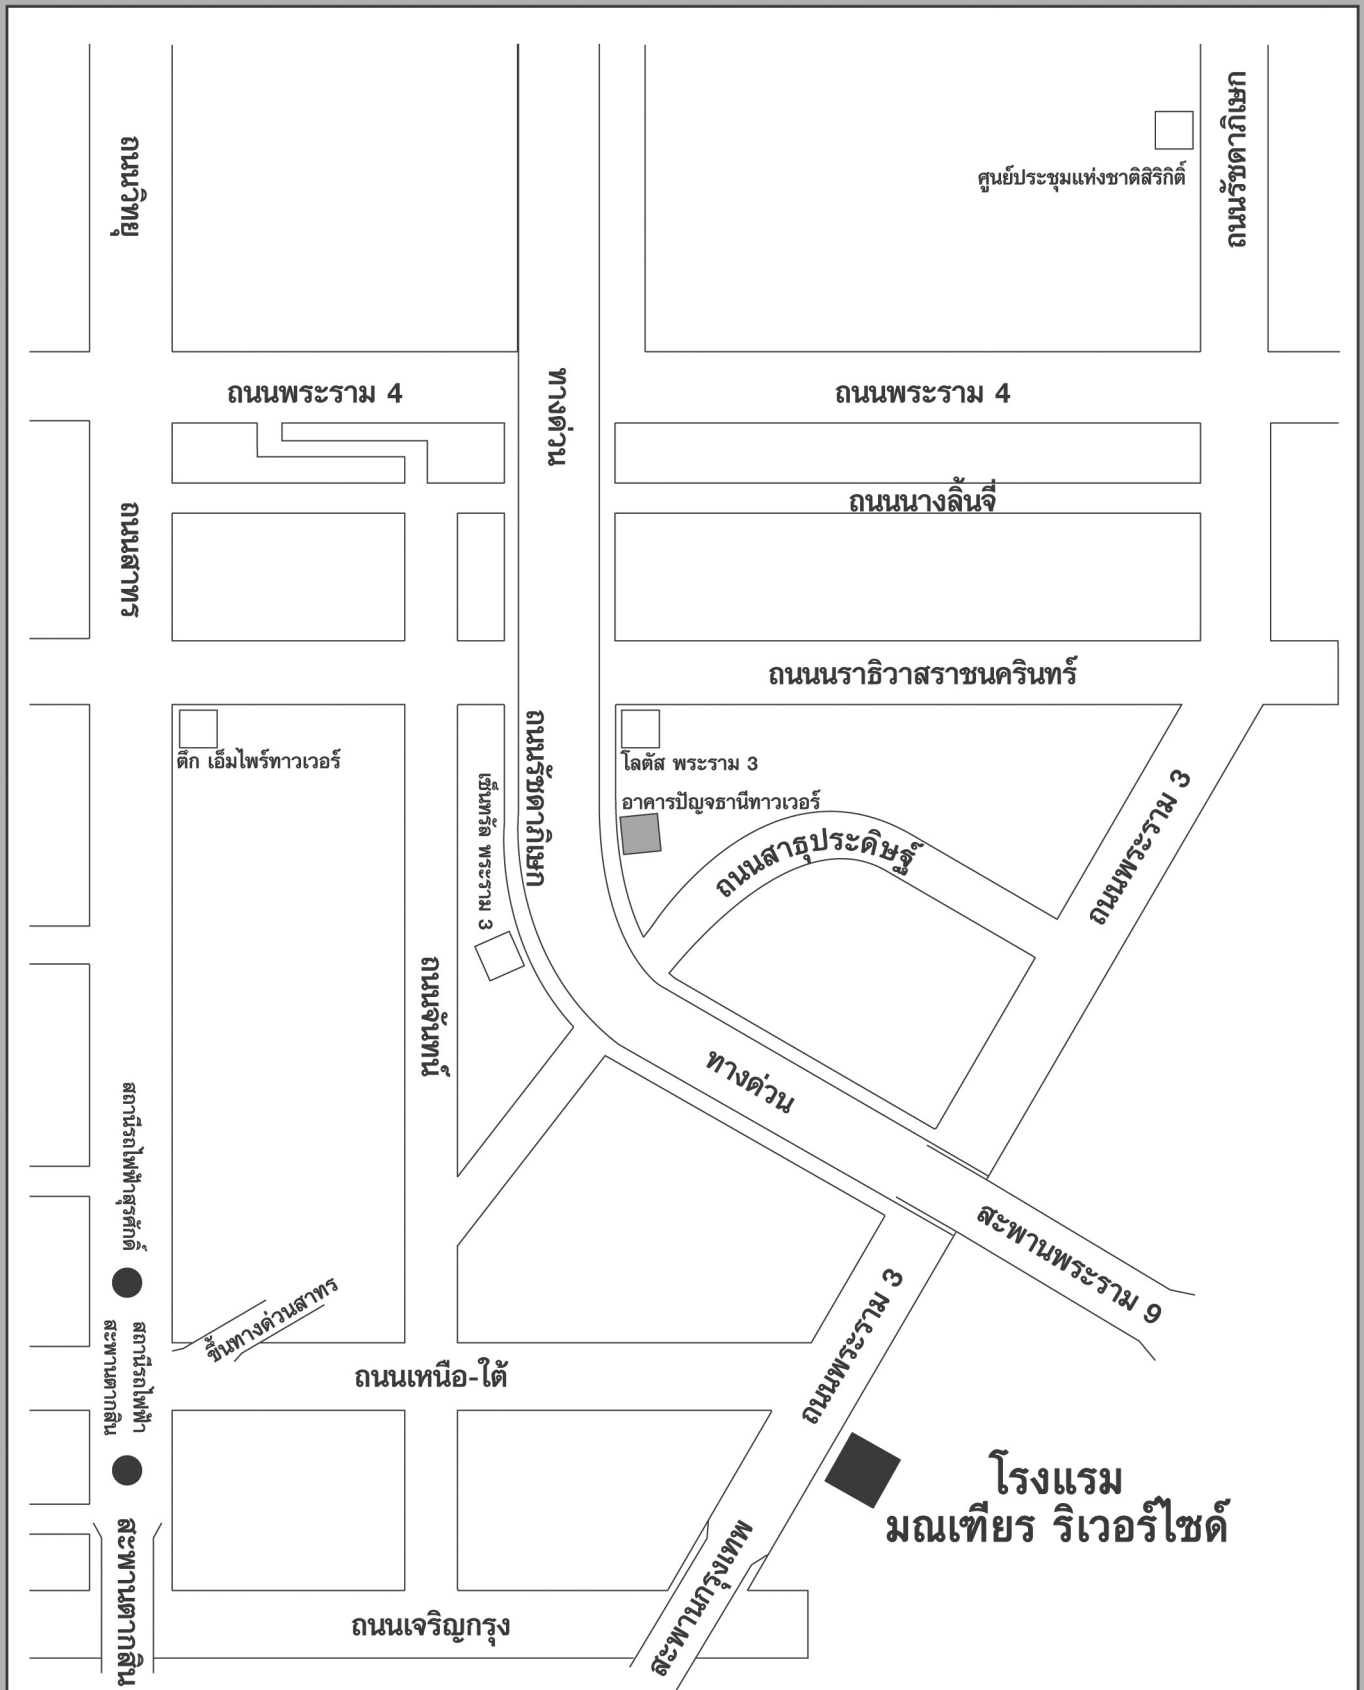 ถนนวิทยุ
ถนนรัชดาภิเษก
ศูนย์ประชุมแห่งชาติสิริกิติ์
ถนนพระราม 4
ทางด่วน
ถนนพระราม 4
ถนนนางลิ้นจี่
ถนนสาทร
ถนนนราธิวาสราชนครินทร์
ตึก เอ็มไพร์ทาวเวอร์
เซ็นทรัล พระราม 3
ถนนรัชดาภิเษก
โลตัส พระราม 3
อาคารปัญจธานีทาวเวอร์
ถนนสาธุประดิษฐ์
ถนนพระราม 3
ถนนจันทน์
ทางด่วน
สถานีรถไฟฟ้าสุรศักดิ์
สะพานพระราม 9
ขึ้นทางด่วนสาทร
สถานีรถไฟฟ้า
สะพานตากสิน
ถนนเหนือ-ใต้
ถนนพระราม 3
โรงแรม
มณเฑียร ริเวอร์ไซด์
สะพานตากสิน
ถนนเจริญกรุง
สะพานกรุงเทพ